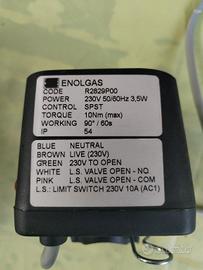 ENOLGAS
CODE R2829P00
POWER 230V 50/60Hz 3,5W
CONTROL SPST
TORQUE 10Nm (max)
WORKING 90° / 60s
IP 54
BLUE NEUTRAL
BROWN LIVE (230V)
GREEN 230V TO OPEN
WHITE L.S. VALVE OPEN - NO
PINK L.S. VALVE OPEN - COM
L.S.: LIMIT SWITCH 230V 10A (AC1)